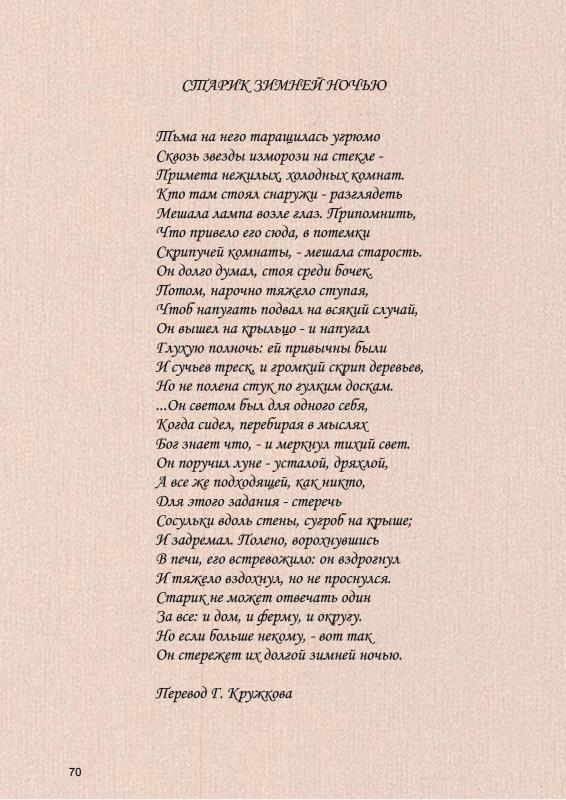 СТАРИК ЗИМНЕЙ НОЧЬЮ
Тьма на него таращилась угрюмо
Сквозь звезды изморози на стекле -
Примета нежилых, холодных комнат.
Кто там стоял снаружи - разглядеть
Мешала лампа возле глаз. Припомнить,
Что привело его сюда, в потемки
Скрипучей комнаты, - мешала старость.
Он долго думал, стоя среди бочек.
Потом, нарочно тяжело ступая,
Чтоб напугать подвал на всякий случай,
Он вышел на крыльцо - и напугал
Глухую полночь: ей привычны были
И сучьев треск, и громкий скрип деревьев,
Но не полена стук по гулким доскам.
...Он светом был для одного себя,
Когда сидел, перебирая в мыслях
Бог знает что, - и меркнул тихий свет.
Он поручил луне - усталой, дряхлой,
А все же подходящей, как никто,
Для этого задания - стеречь
Сосульки вдоль стены, сугроб на крыше;
И задремал. Полено, ворохнувшись
В печи, его встревожило: он вздрогнул
И тяжело вздохнул, но не проснулся.
Старик не может отвечать один
За все: и дом, и ферму, и округу.
Но если больше некому, - вот так
Он стережет их долгой зимней ночью.
Перевод Г. Кружкова
70